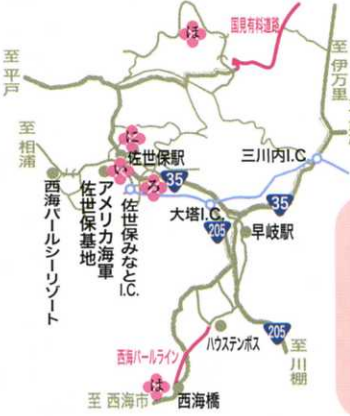 ほ
国見有料道路
至平戸
至伊万里
至相浦
に
佐世保駅
三川内I.C.
い
ろ
35
西海パールシーリゾート
アメリカ海軍
佐世保基地
佐世保みなとI.C.
大塔I.C.
35
205
早岐駅
ハウステンボス
205
西海パールライン
至川棚
は
至 西海市
西海橋